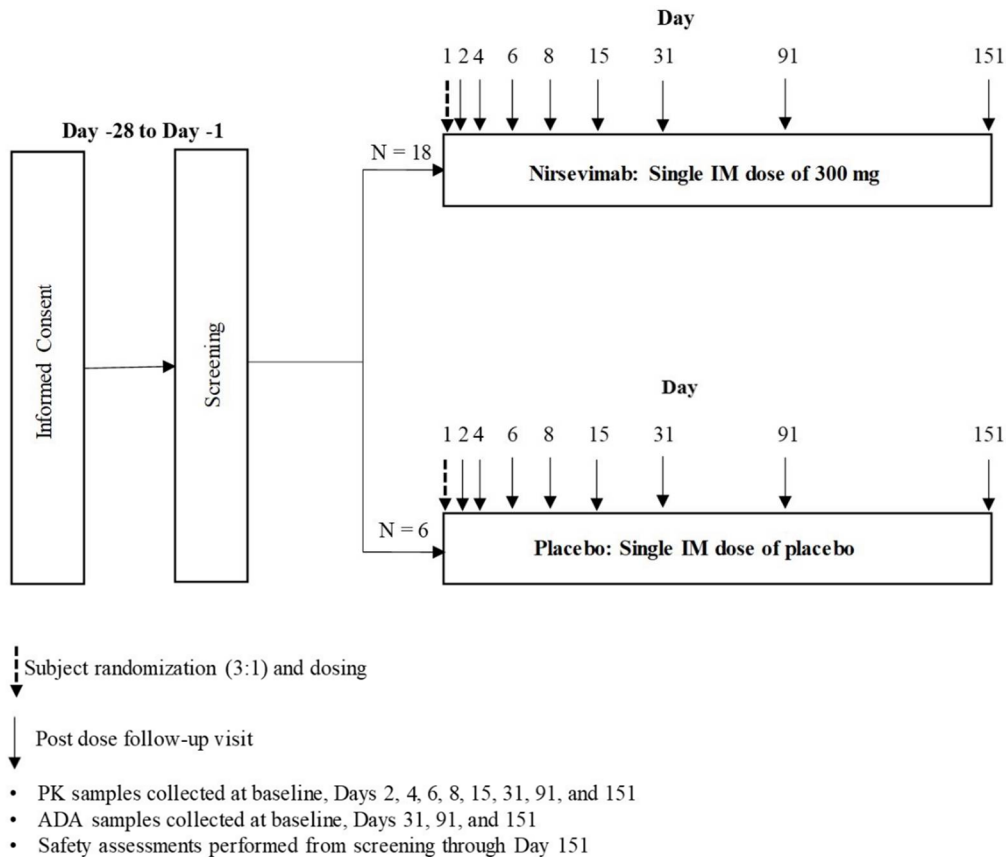 Day
1 2 4 6 8 15 31 91 151
Day -28 to Day -1
N = 18
Nirsevimab: Single IM dose of 300 mg
Informed Consent
Screening
Day
1 2 4 6 8 15 31 91 151
N = 6
Placebo: Single IM dose of placebo
Subject randomization (3:1) and dosing
Post dose follow-up visit
• PK samples collected at baseline, Days 2, 4, 6, 8, 15, 31, 91, and 151
• ADA samples collected at baseline, Days 31, 91, and 151
• Safety assessments performed from screening through Day 151